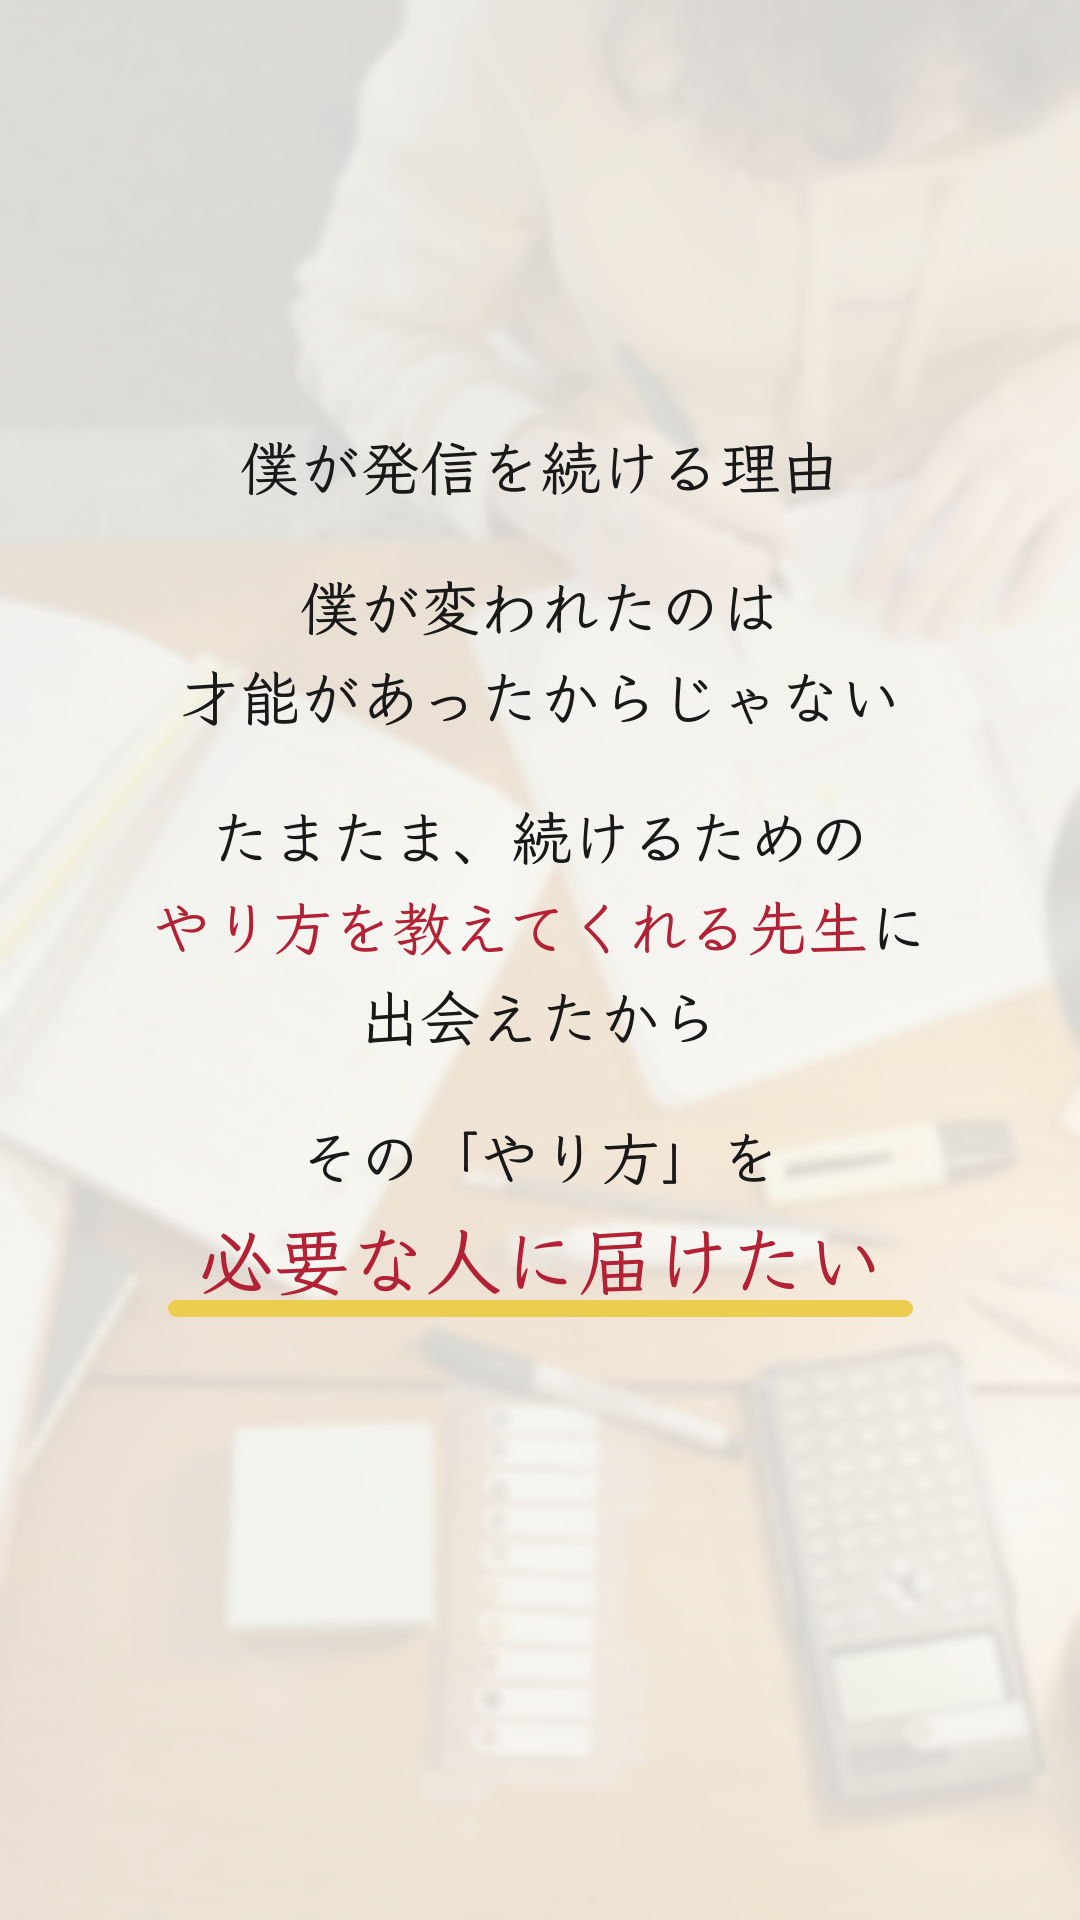 僕が発信を続ける理由
僕が変われたのは
才能があったからじゃない
たまたま、続けるための
やり方を教えてくれる先生に
出会えたから
その「やり方」を
必要な人に届けたい